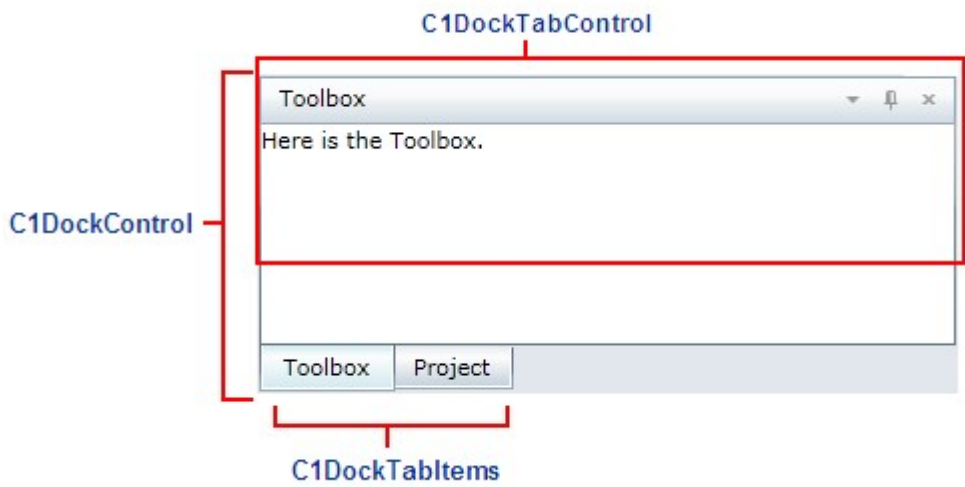 C1DockTabControl
Toolbox
Here is the Toolbox.
C1DockControl
Toolbox Project
C1DockTabItems